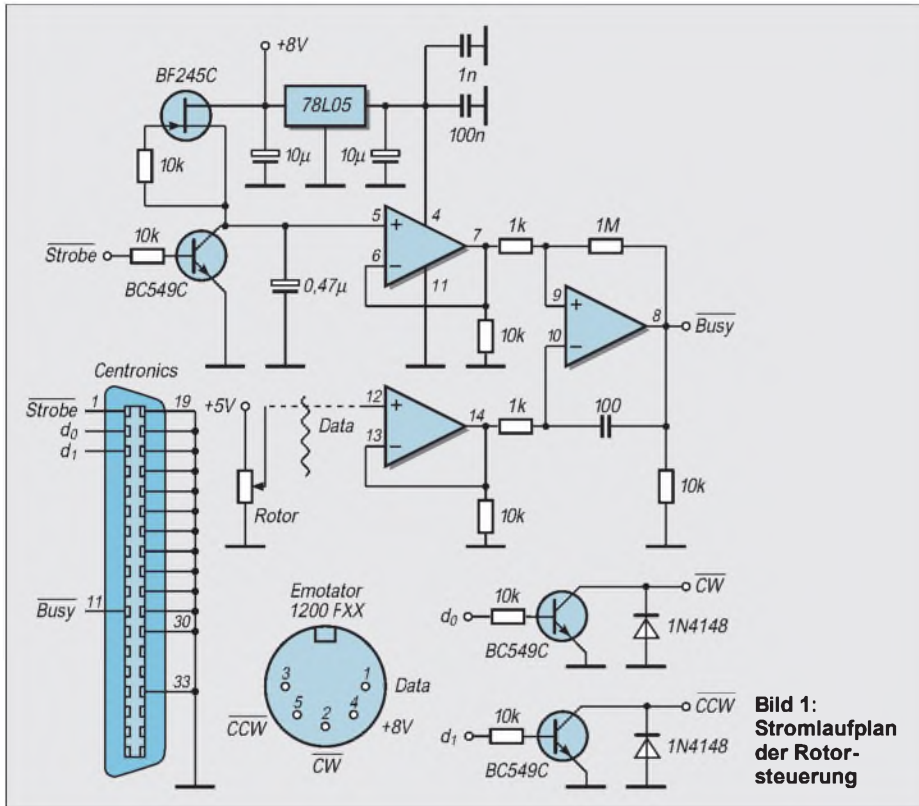 +8V
BF245C
78L05
1n
100n
10k
10µ
10µ
5
+
4
7
1k
1M
6
−
11
10k
Strobe
10k
BC549C
0,47µ
9
+
8
Busy
10
−
10k
Centronics
Strobe
1
19
d0
d1
+5V
Data
12
+
14
1k
100
13
−
Rotor
10k
Busy
11
30
33
Emotator
1200 FXX
3
1
Data
5
4
CCW
2
+8V
CW
d0
10k
CW
BC549C
1N4148
d1
10k
CCW
BC549C
1N4148
Bild 1:
Stromlaufplan
der Rotor-
steuerung